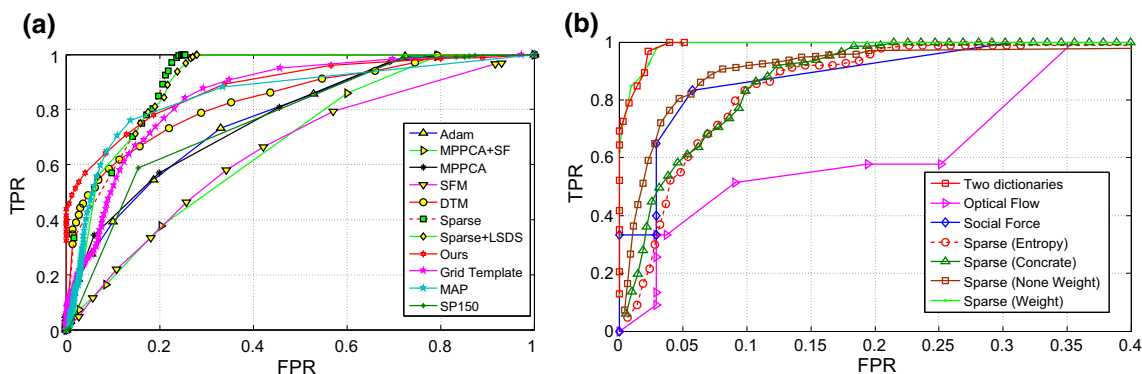 (a)
1
0.8
0.6
0.4
0.2
0
TPR
0
0.2
0.4
0.6
0.8
1
FPR
Adam
MPPCA+SF
MPPCA
SFM
DTM
Sparse
Sparse+LSDS
Ours
Grid Template
MAP
SP150
(b)
1
0.8
0.6
0.4
0.2
0
TPR
0
0.05
0.1
0.15
0.2
0.25
0.3
0.35
0.4
FPR
Two dictionaries
Optical Flow
Social Force
Sparse (Entropy)
Sparse (Concrate)
Sparse (None Weight)
Sparse (Weight)